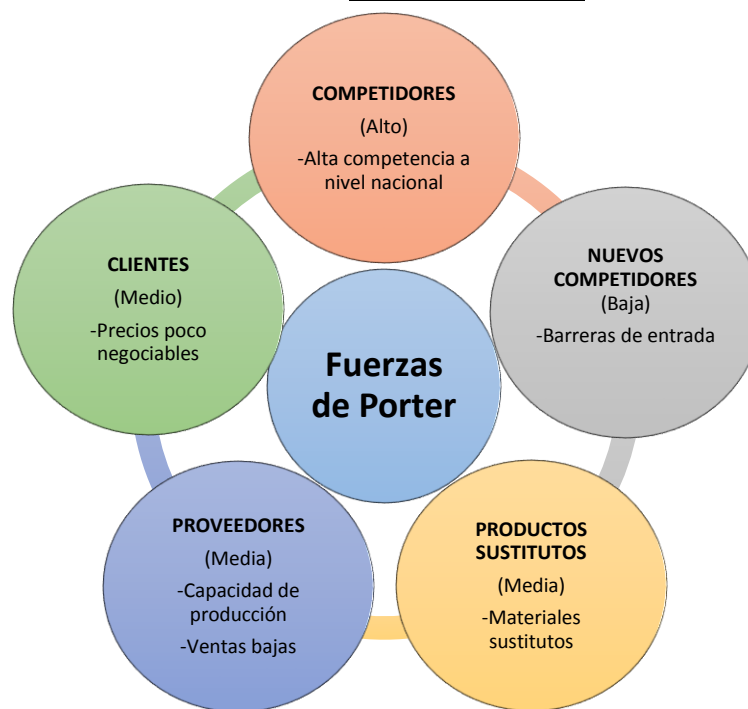 COMPETIDORES
(Alto)
-Alta competencia a
nivel nacional
NUEVOS
COMPETIDORES
(Baja)
-Barreras de entrada
PRODUCTOS
SUSTITUTOS
(Media)
-Materiales
sustitutos
PROVEEDORES
(Media)
-Capacidad de
producción
-Ventas bajas
CLIENTES
(Medio)
-Precios poco
negociables
Fuerzas
de Porter